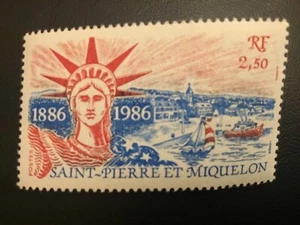 RF
2,50
1886 1986
SAINT-PIERRE ET MIQUELON